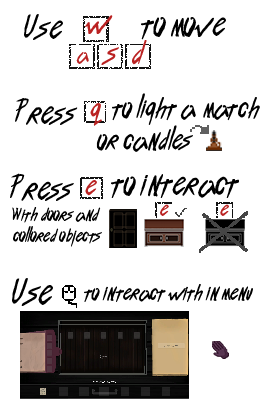 Use w to move
a s d
Press q to light a match
or candles
Press e to interact
With doors and
collored objects
e
e
Use to interact with in menu